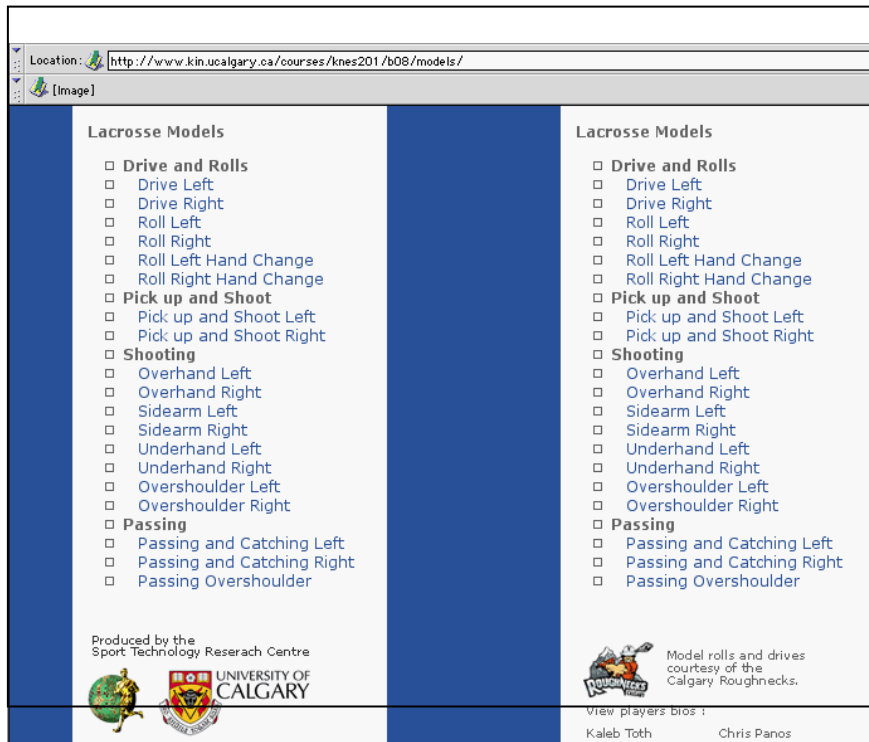 Location: http://www.kin.ucalgary.ca/courses/knes201/b08/models/
[Image]
Lacrosse Models
Drive and Rolls
Drive Left
Drive Right
Roll Left
Roll Right
Roll Left Hand Change
Roll Right Hand Change
Pick up and Shoot
Pick up and Shoot Left
Pick up and Shoot Right
Shooting
Overhand Left
Overhand Right
Sidearm Left
Sidearm Right
Underhand Left
Underhand Right
Overshoulder Left
Overshoulder Right
Passing
Passing and Catching Left
Passing and Catching Right
Passing Overshoulder
Produced by the
Sport Technology Reserach Centre
UNIVERSITY OF
CALGARY
Lacrosse Models
Drive and Rolls
Drive Left
Drive Right
Roll Left
Roll Right
Roll Left Hand Change
Roll Right Hand Change
Pick up and Shoot
Pick up and Shoot Left
Pick up and Shoot Right
Shooting
Overhand Left
Overhand Right
Sidearm Left
Sidearm Right
Underhand Left
Underhand Right
Overshoulder Left
Overshoulder Right
Passing
Passing and Catching Left
Passing and Catching Right
Passing Overshoulder
ROUGHNECKS
Model rolls and drives
courtesy of the
Calgary Roughnecks.
View players bios :
Kaleb Toth Chris Panos